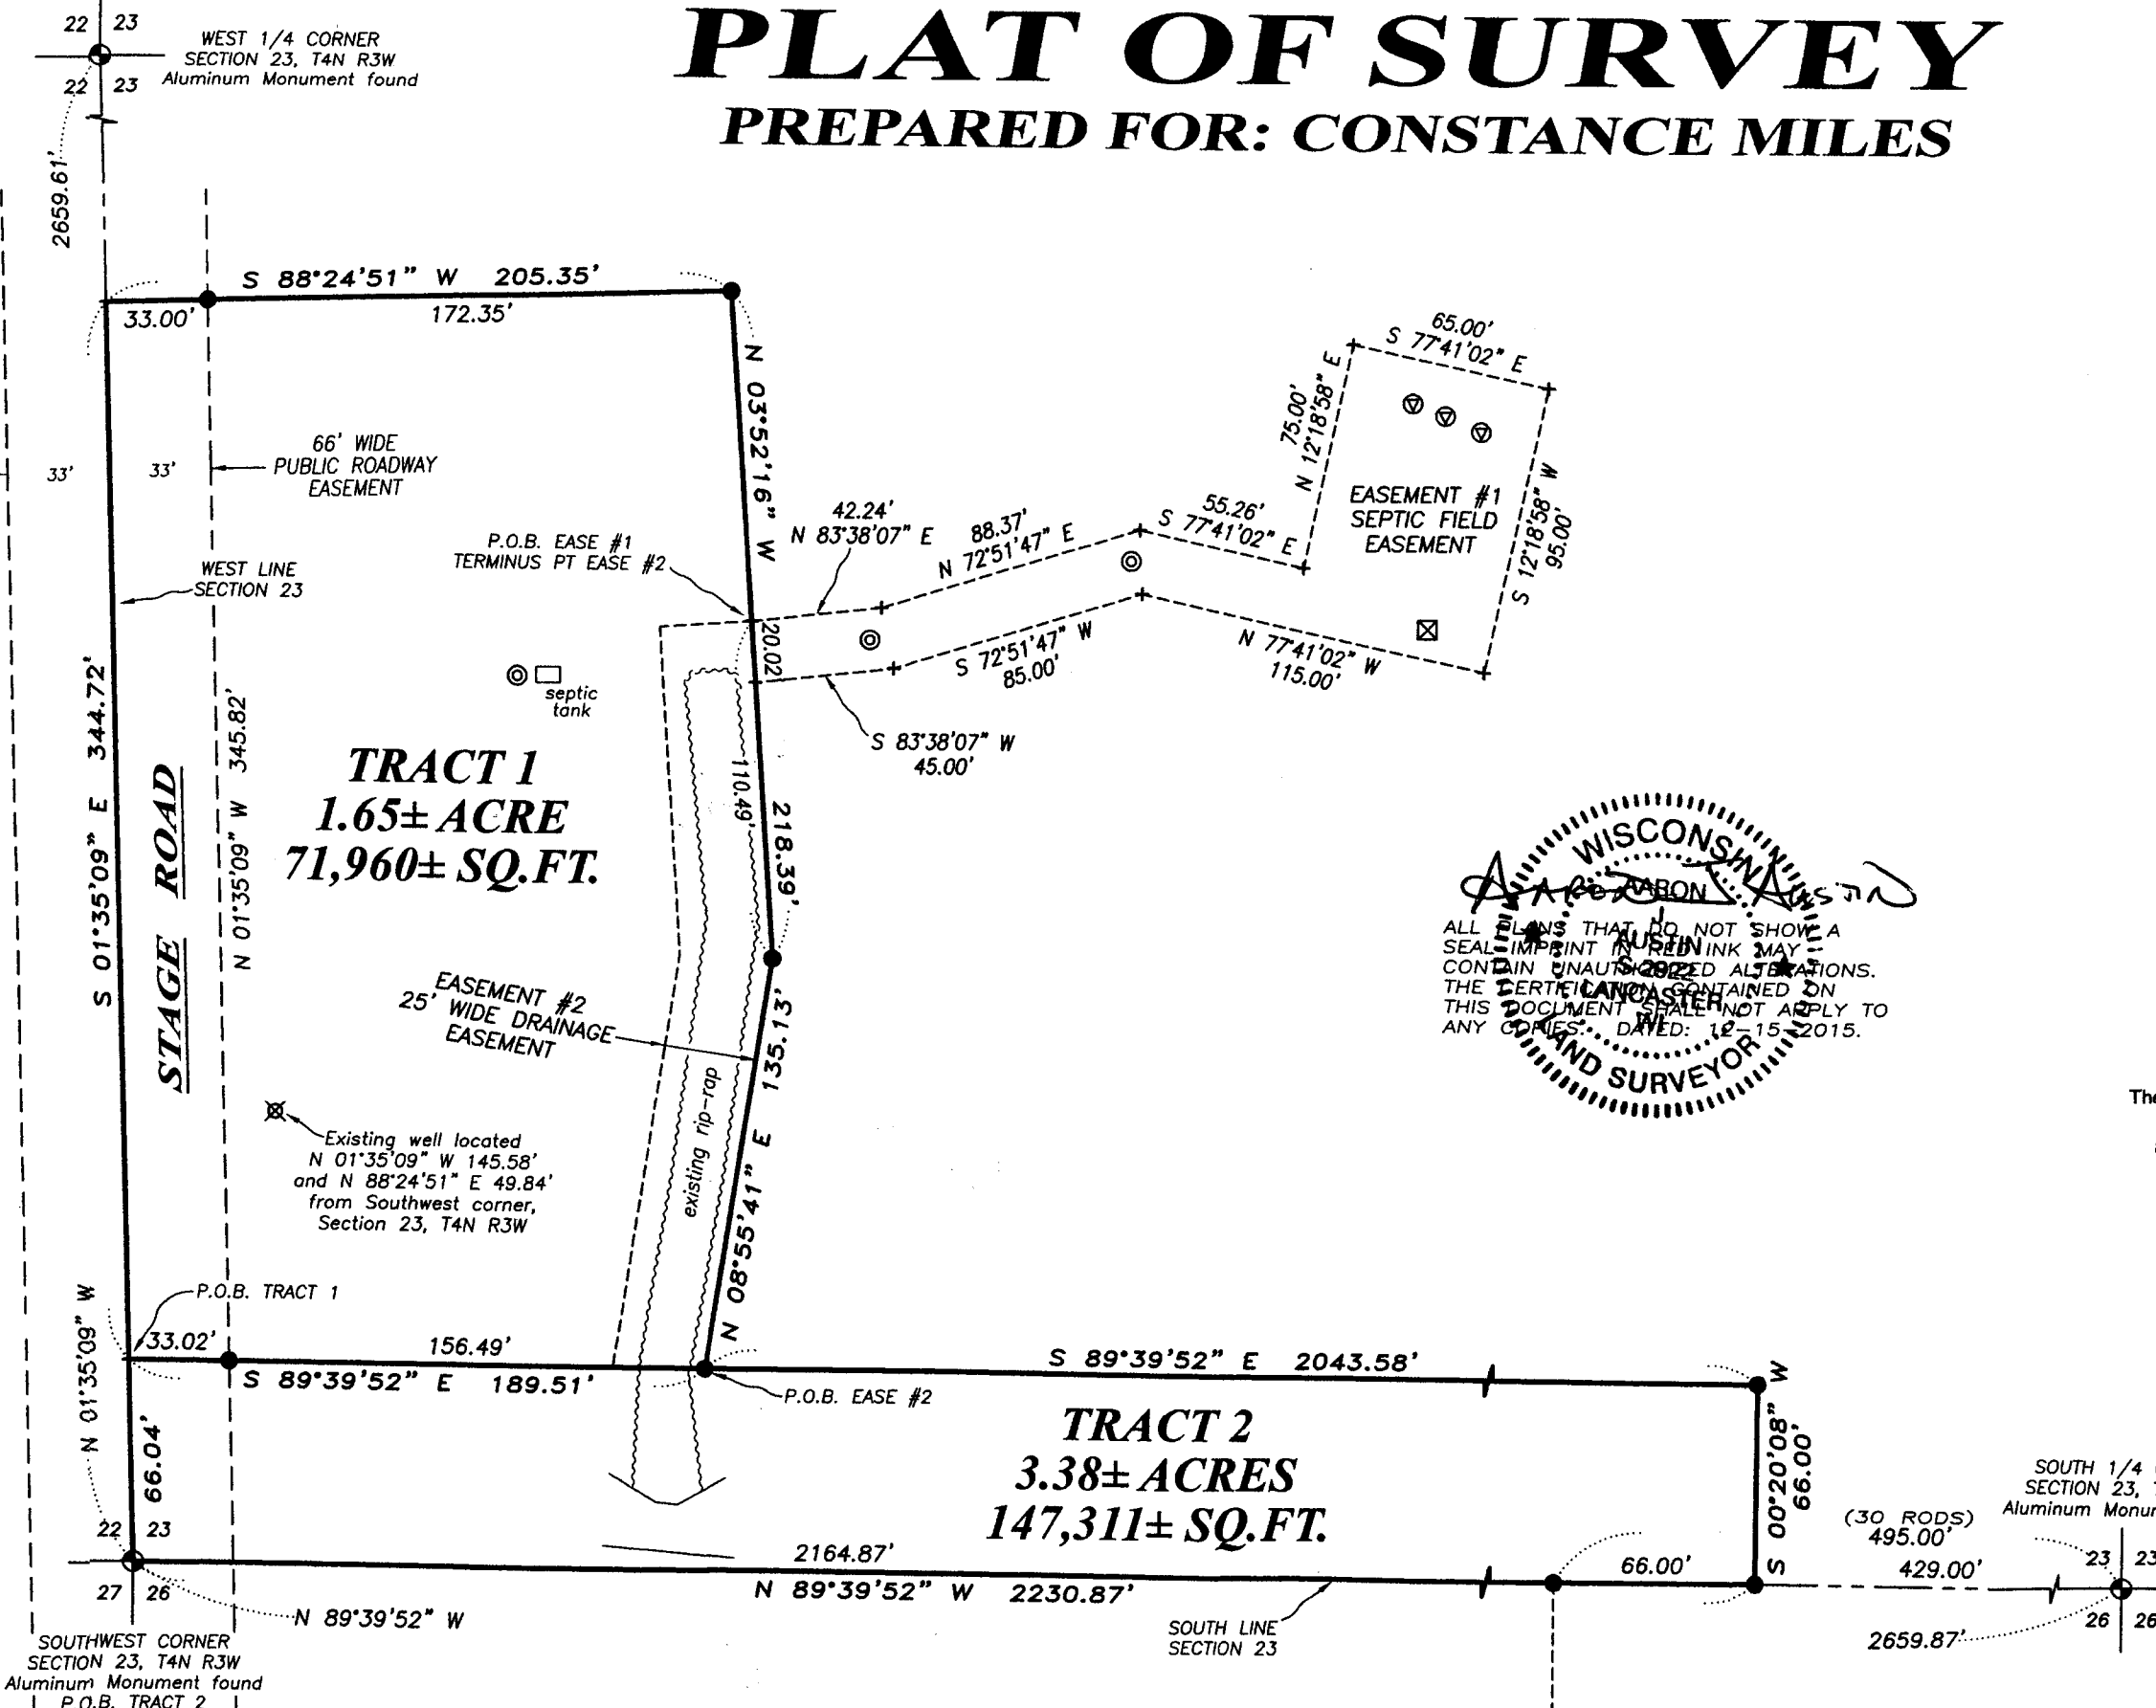 PLAT OF SURVEY
PREPARED FOR: CONSTANCE MILES
22 23
22 23
WEST 1/4 CORNER
SECTION 23, T4N R3W
Aluminum Monument found
2659.61'
S 88°24'51" W 205.35'
33.00'
172.35'
N 03°52'16" W
218.39'
33'
33'
66' WIDE
PUBLIC ROADWAY
EASEMENT
WEST LINE
SECTION 23
P.O.B. EASE #1
TERMINUS PT EASE #2
42.24'
N 83°38'07" E
88.37'
N 72°51'47" E
55.26'
S 77°41'02" E
75.00'
N 12°18'58" E
65.00'
S 77°41'02" E
EASEMENT #1
SEPTIC FIELD
EASEMENT
S 12°18'58" W
95.00'
N 77°41'02" W
115.00'
S 72°51'47" W
85.00'
S 83°38'07" W
45.00'
20.02
110.49'
septic
tank
S 01°35'09" E 344.72'
STAGE ROAD
N 01°35'09" W 345.82'
TRACT 1
1.65± ACRE
71,960± SQ.FT.
EASEMENT #2
25' WIDE DRAINAGE
EASEMENT
existing rip-rap
N 08°55'41" E 135.13'
Existing well located
N 01°35'09" W 145.58'
and N 88°24'51" E 49.84'
from Southwest corner,
Section 23, T4N R3W
WISCONSIN
AARON
J
AUSTIN
S-2922
LANCASTER
WI
LAND SURVEYOR
Aaron J Austin
ALL PLANS THAT DO NOT SHOW A
SEAL IMPRINT IN RED INK MAY
CONTAIN UNAUTHORIZED ALTERATIONS.
THE CERTIFICATION CONTAINED ON
THIS DOCUMENT SHALL NOT APPLY TO
ANY COPIES. DATED: 12-15-2015.
The
P.O.B. TRACT 1
33.02'
156.49'
S 89°39'52" E 189.51'
P.O.B. EASE #2
S 89°39'52" E 2043.58'
N 01°35'09" W
66.04'
TRACT 2
3.38± ACRES
147,311± SQ.FT.
S 00°20'08" W
66.00'
22 23
27 26
2164.87'
N 89°39'52" W 2230.87'
66.00'
N 89°39'52" W
SOUTH LINE
SECTION 23
(30 RODS)
495.00'
429.00'
2659.87'
SOUTH 1/4
SECTION 23,
Aluminum Monu
23 23
26 26
SOUTHWEST CORNER
SECTION 23, T4N R3W
Aluminum Monument found
P.O.B. TRACT 2